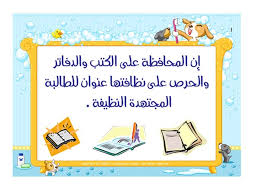 إن المحافظة على الكتب والدفاتر
والحرص على نظافتها عنوان للطالبة
المجتهدة النظيفة .